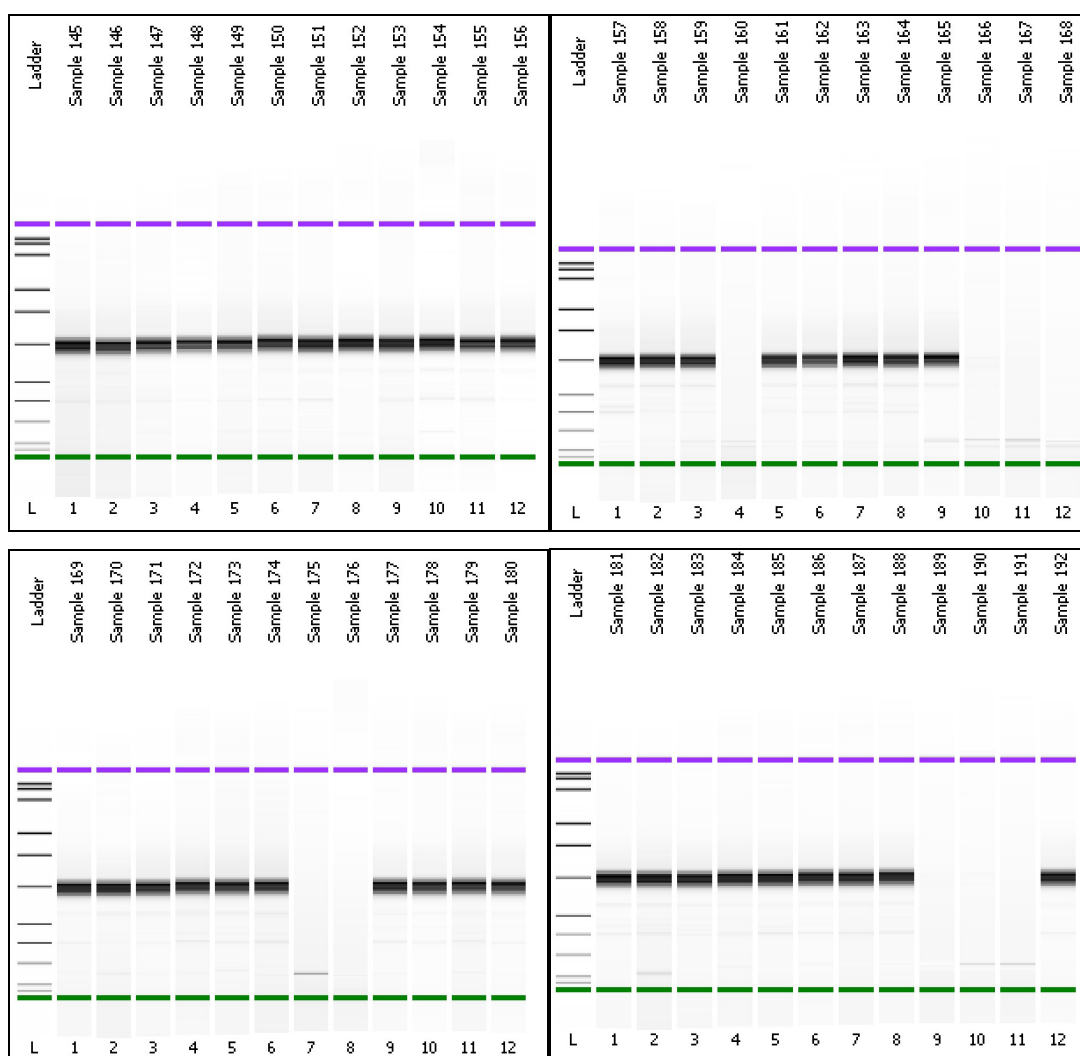 Ladder
Sample 145
Sample 146
Sample 147
Sample 148
Sample 149
Sample 150
Sample 151
Sample 152
Sample 153
Sample 154
Sample 155
Sample 156
L 1 2 3 4 5 6 7 8 9 10 11 12
Ladder
Sample 157
Sample 158
Sample 159
Sample 160
Sample 161
Sample 162
Sample 163
Sample 164
Sample 165
Sample 166
Sample 167
Sample 168
L 1 2 3 4 5 6 7 8 9 10 11 12
Ladder
Sample 169
Sample 170
Sample 171
Sample 172
Sample 173
Sample 174
Sample 175
Sample 176
Sample 177
Sample 178
Sample 179
Sample 180
L 1 2 3 4 5 6 7 8 9 10 11 12
Ladder
Sample 181
Sample 182
Sample 183
Sample 184
Sample 185
Sample 186
Sample 187
Sample 188
Sample 189
Sample 190
Sample 191
Sample 192
L 1 2 3 4 5 6 7 8 9 10 11 12